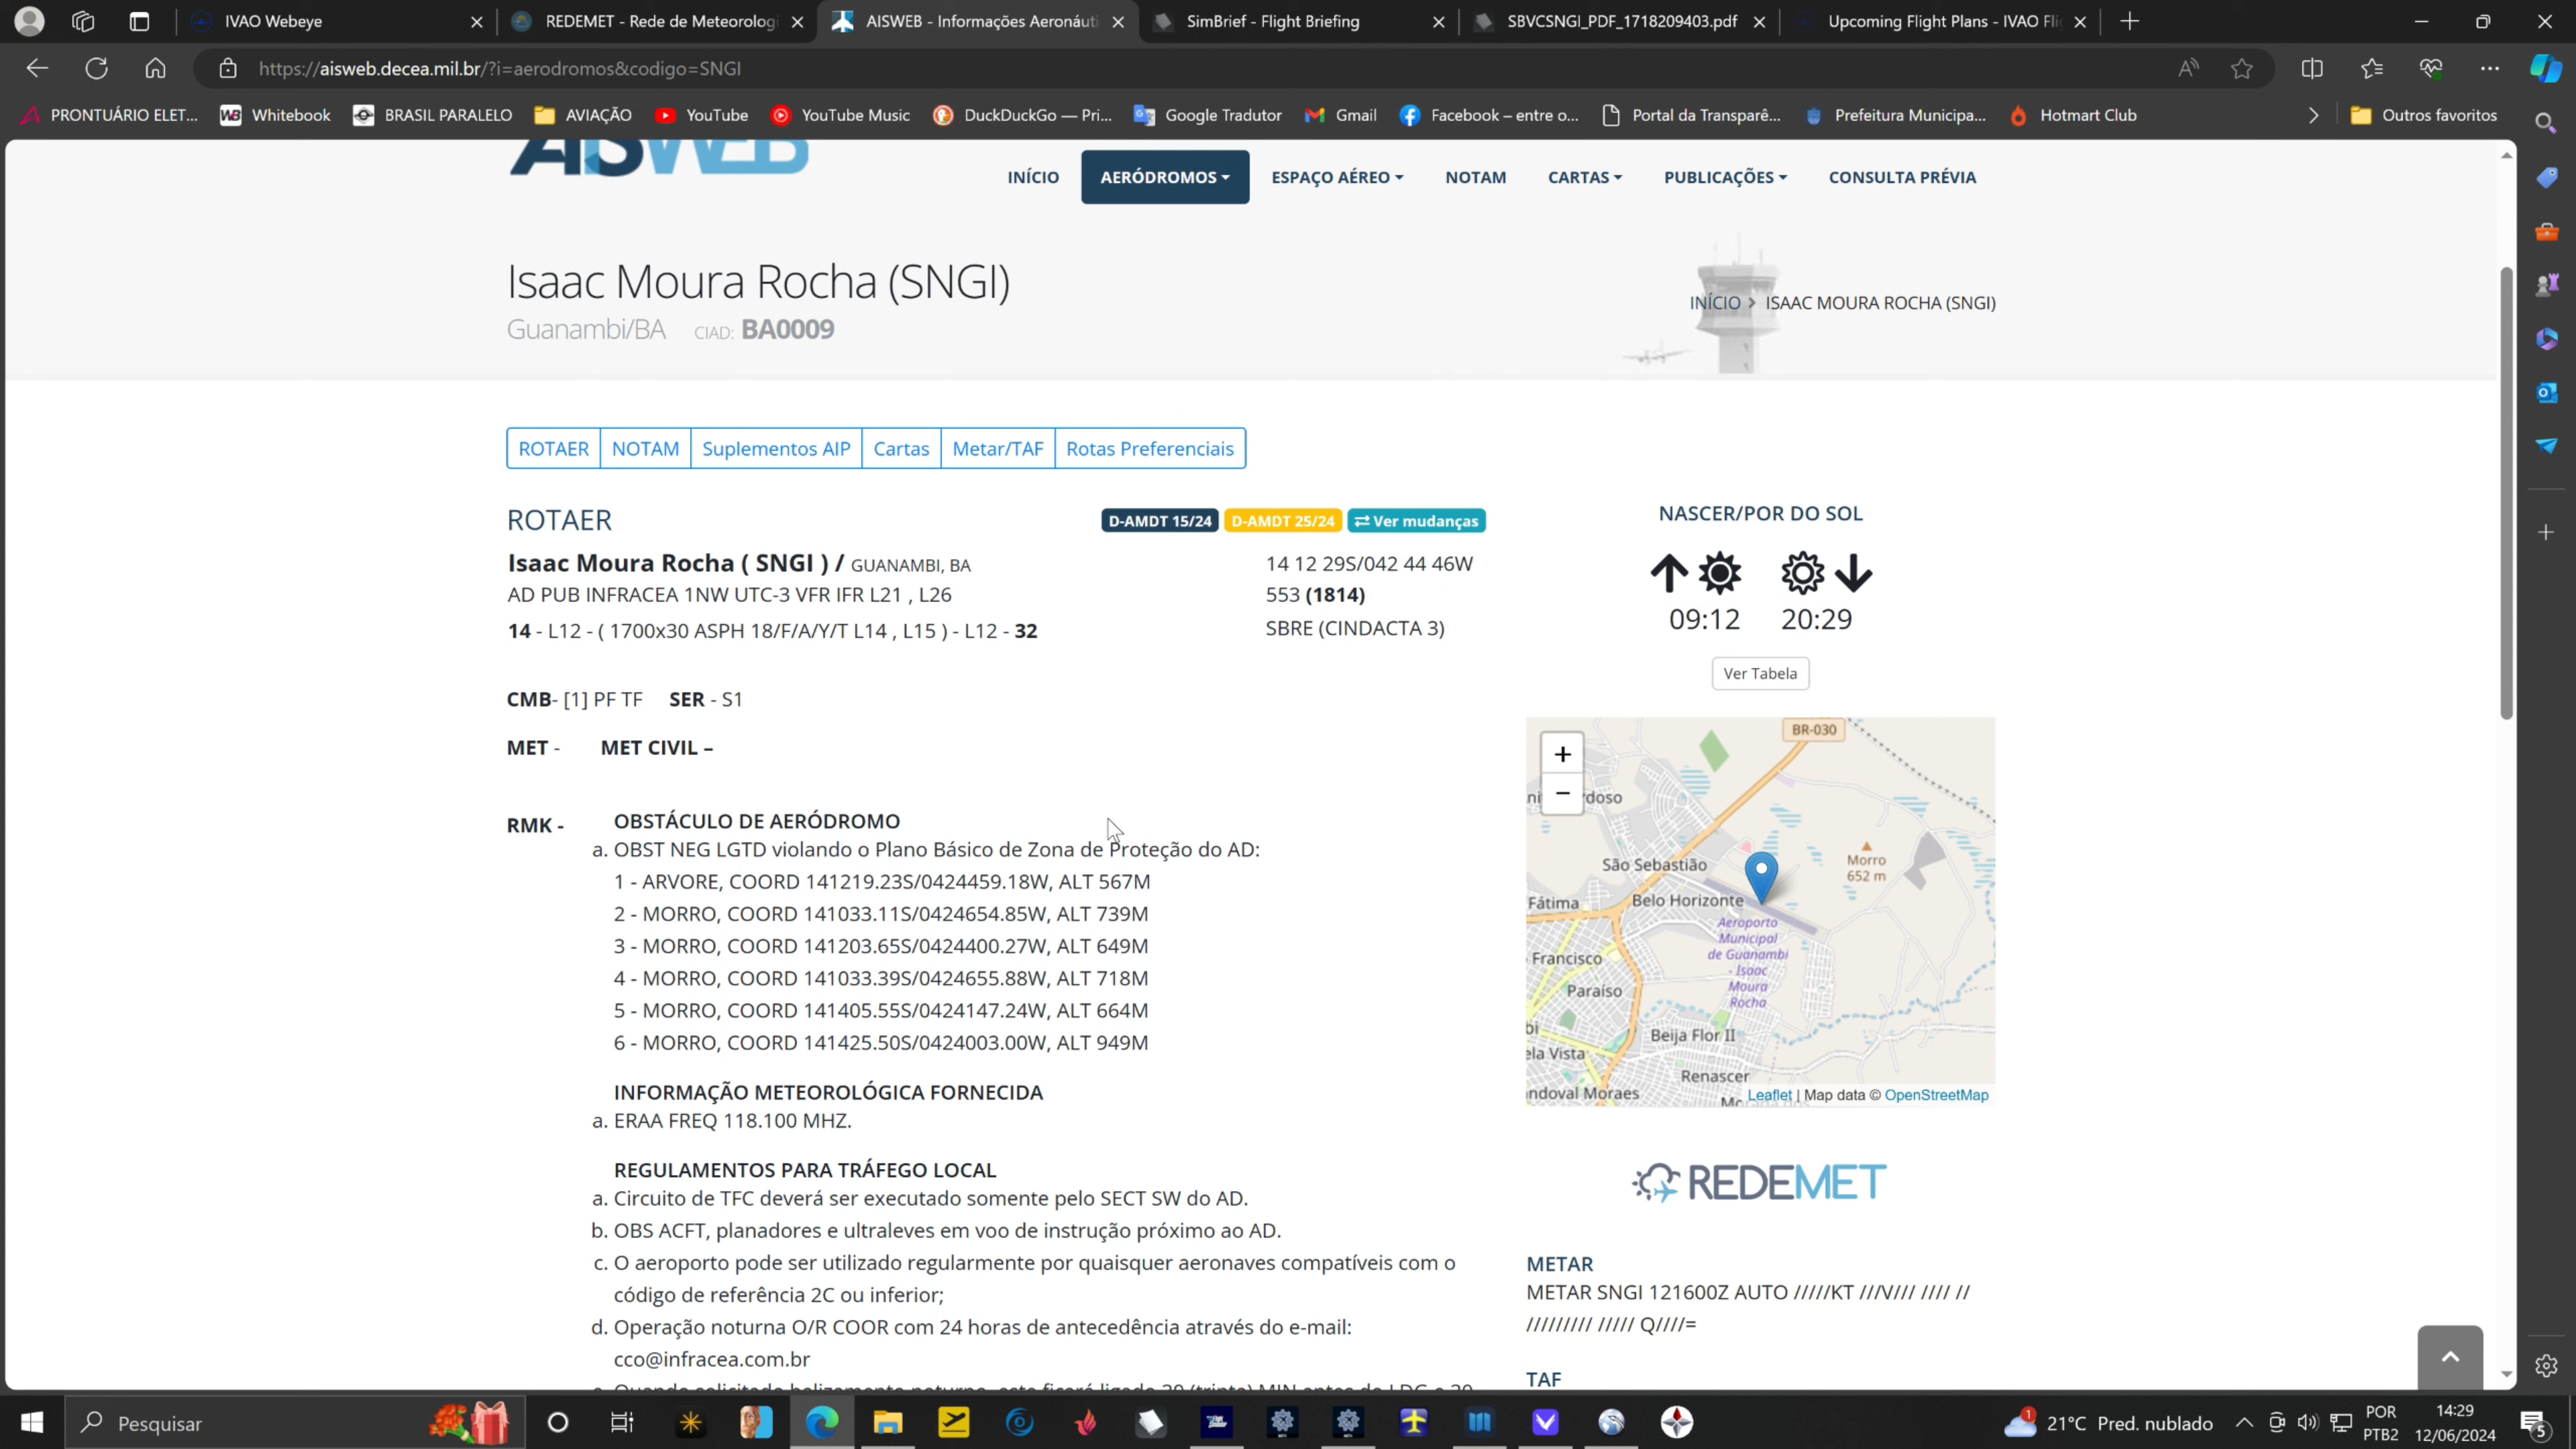 IVAO Webeye
REDEMET - Rede de Meteorologi
AISWEB - Informações Aeronáuti
SimBrief - Flight Briefing
SBVCSNGI_PDF_1718209403.pdf
Upcoming Flight Plans - IVAO Fli
https://aisweb.decea.mil.br/?i=aerodromos&codigo=SNGI
PRONTUÁRIO ELET...
Whitebook
BRASIL PARALELO
AVIAÇÃO
YouTube
YouTube Music
DuckDuckGo — Pri...
Google Tradutor
Gmail
Facebook – entre o...
Portal da Transparê...
Prefeitura Municipa...
Hotmart Club
Outros favoritos
AISWEB
INÍCIO
AERÓDROMOS
ESPAÇO AÉREO
NOTAM
CARTAS
PUBLICAÇÕES
CONSULTA PRÉVIA
Isaac Moura Rocha (SNGI)
Guanambi/BA CIAD: BA0009
INÍCIO > ISAAC MOURA ROCHA (SNGI)
ROTAER
NOTAM
Suplementos AIP
Cartas
Metar/TAF
Rotas Preferenciais
ROTAER
D-AMDT 15/24
D-AMDT 25/24
Ver mudanças
Isaac Moura Rocha ( SNGI ) / GUANAMBI, BA
14 12 29S/042 44 46W
AD PUB INFRACEA 1NW UTC-3 VFR IFR L21 , L26
553 (1814)
14 - L12 - ( 1700x30 ASPH 18/F/A/Y/T L14 , L15 ) - L12 - 32
SBRE (CINDACTA 3)
CMB- [1] PF TF SER - S1
MET - MET CIVIL –
RMK - OBSTÁCULO DE AERÓDROMO
a. OBST NEG LGTD violando o Plano Básico de Zona de Proteção do AD:
1 - ARVORE, COORD 141219.23S/0424459.18W, ALT 567M
2 - MORRO, COORD 141033.11S/0424654.85W, ALT 739M
3 - MORRO, COORD 141203.65S/0424400.27W, ALT 649M
4 - MORRO, COORD 141033.39S/0424655.88W, ALT 718M
5 - MORRO, COORD 141405.55S/0424147.24W, ALT 664M
6 - MORRO, COORD 141425.50S/0424003.00W, ALT 949M
INFORMAÇÃO METEOROLÓGICA FORNECIDA
a. ERAA FREQ 118.100 MHZ.
REGULAMENTOS PARA TRÁFEGO LOCAL
a. Circuito de TFC deverá ser executado somente pelo SECT SW do AD.
b. OBS ACFT, planadores e ultraleves em voo de instrução próximo ao AD.
c. O aeroporto pode ser utilizado regularmente por quaisquer aeronaves compatíveis com o
código de referência 2C ou inferior;
d. Operação noturna O/R COOR com 24 horas de antecedência através do e-mail:
cco@infracea.com.br
NASCER/POR DO SOL
09:12 20:29
Ver Tabela
+
−
BR-030
doso
São Sebastião
Morro
652 m
Fátima
Belo Horizonte
Aeroporto
Municipal
de Guanambi
- Isaac
Moura
Rocha
Francisco
Paraíso
Beija Flor II
ela Vista
Renascer
ndoval Moraes
Leaflet | Map data © OpenStreetMap
REDEMET
METAR
METAR SNGI 121600Z AUTO /////KT ///V//// //// //
///////// ///// Q////=
TAF
Pesquisar
1
21°C Pred. nublado
POR
PTB2
14:29
12/06/2024
5